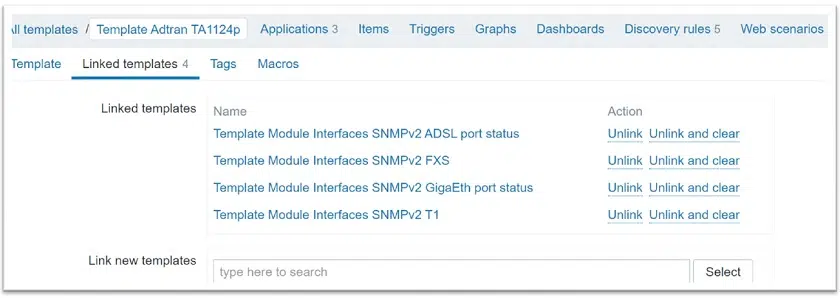 All templates / Template Adtran TA1124p Applications 3 Items Triggers Graphs Dashboards Discovery rules 5 Web scenarios
Template Linked templates 4 Tags Macros
Linked templates Name Action
Template Module Interfaces SNMPv2 ADSL port status Unlink Unlink and clear
Template Module Interfaces SNMPv2 FXS Unlink Unlink and clear
Template Module Interfaces SNMPv2 GigaEth port status Unlink Unlink and clear
Template Module Interfaces SNMPv2 T1 Unlink Unlink and clear
Link new templates type here to search Select